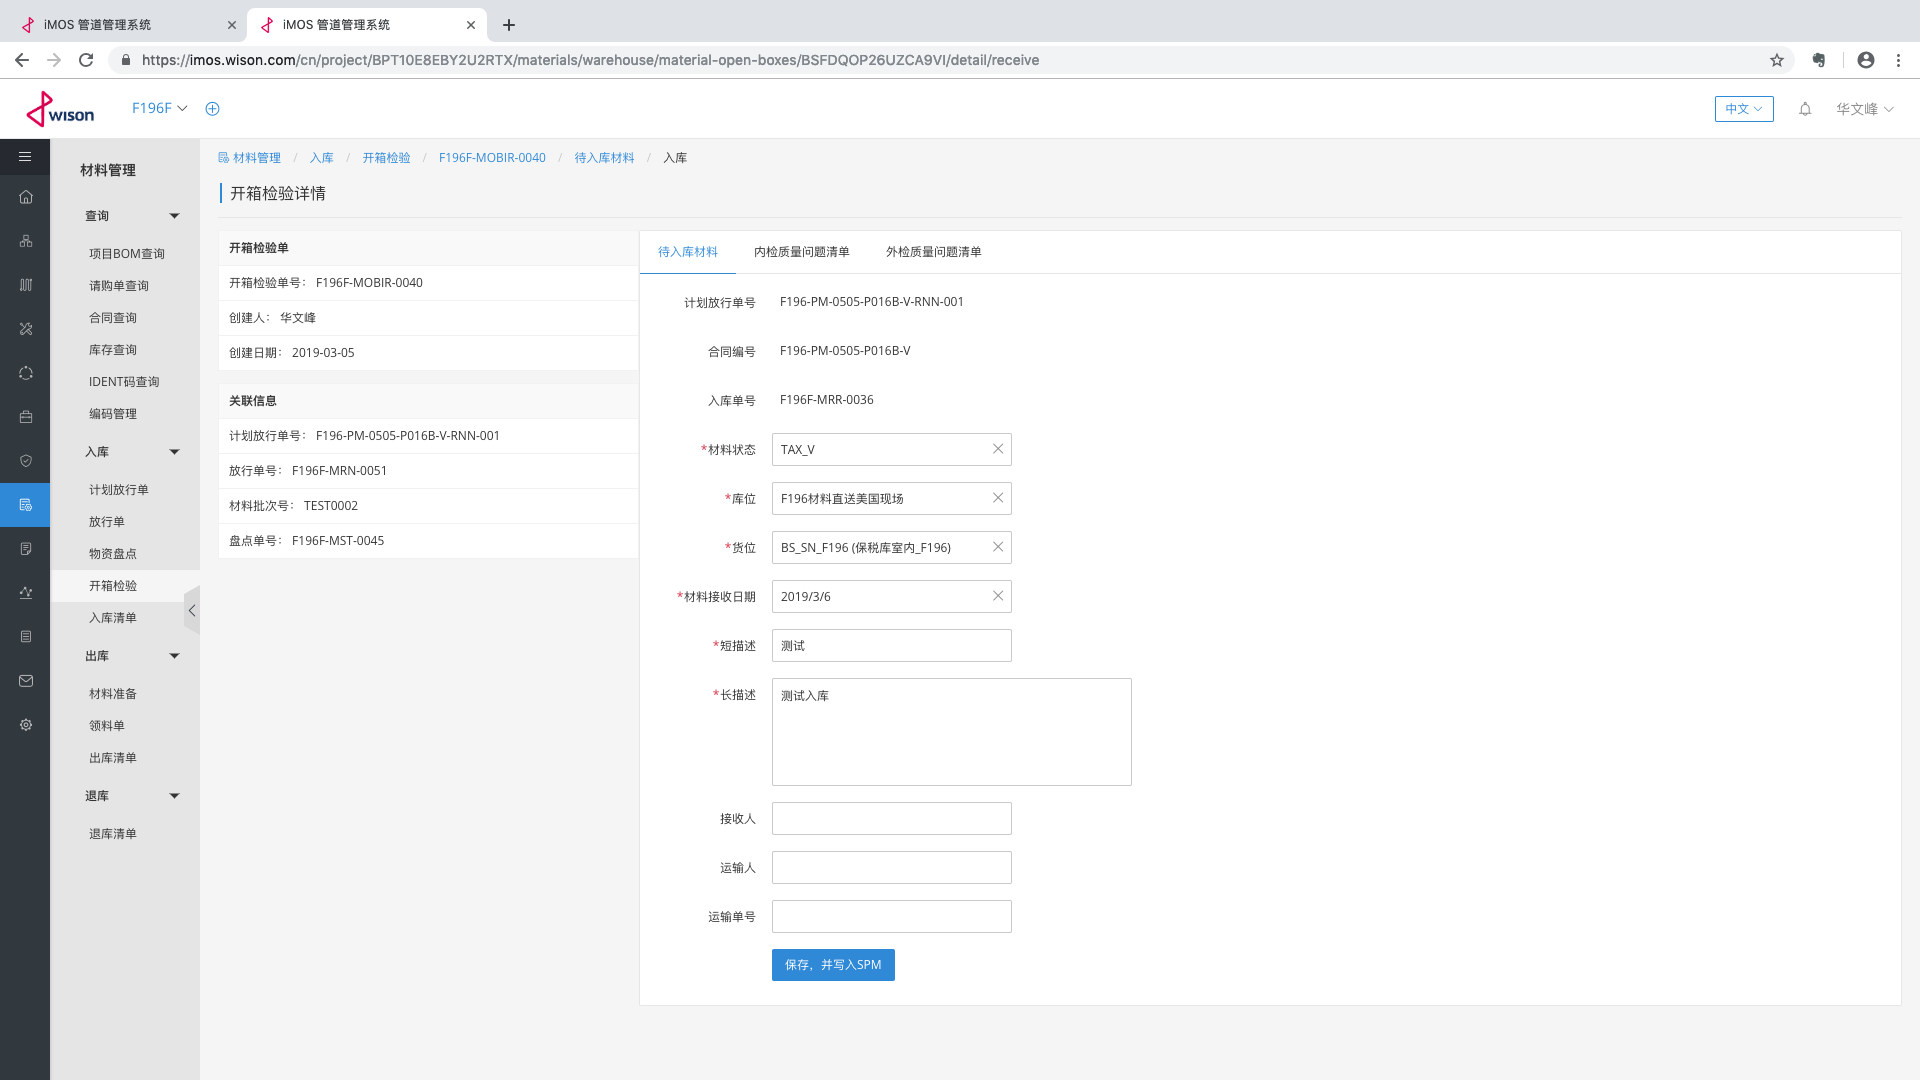 iMOS 管道管理系统
iMOS 管道管理系统
https://imos.wison.com/cn/project/BPT10E8EBY2U2RTX/materials/warehouse/material-open-boxes/BSFDQOP26UZCA9VI/detail/receive
wison
F196F
中文
华文峰
材料管理
查询
项目BOM查询
请购单查询
合同查询
库存查询
IDENT码查询
编码管理
入库
计划放行单
放行单
物资盘点
开箱检验
入库清单
出库
材料准备
领料单
出库清单
退库
退库清单
材料管理 / 入库 / 开箱检验 / F196F-MOBIR-0040 / 待入库材料 / 入库
开箱检验详情
开箱检验单
开箱检验单号： F196F-MOBIR-0040
创建人： 华文峰
创建日期： 2019-03-05
关联信息
计划放行单号： F196-PM-0505-P016B-V-RNN-001
放行单号： F196F-MRN-0051
材料批次号： TEST0002
盘点单号： F196F-MST-0045
待入库材料 内检质量问题清单 外检质量问题清单
计划放行单号 F196-PM-0505-P016B-V-RNN-001
合同编号 F196-PM-0505-P016B-V
入库单号 F196F-MRR-0036
*材料状态 TAX_V
*库位 F196材料直送美国现场
*货位 BS_SN_F196 (保税库室内_F196)
*材料接收日期 2019/3/6
*短描述 测试
*长描述 测试入库
接收人
运输人
运输单号
保存，并写入SPM